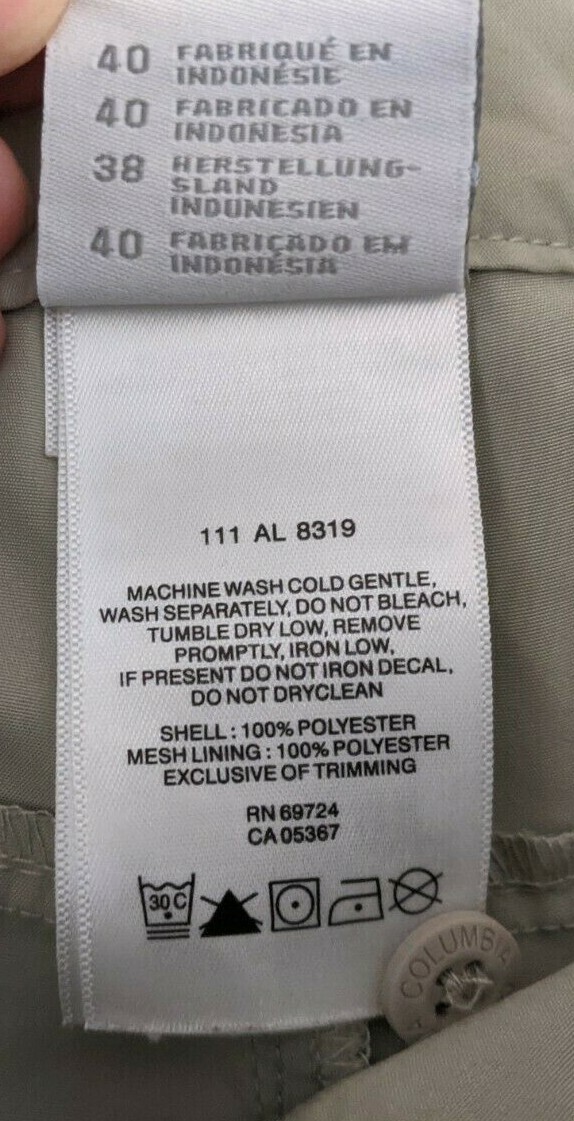 40 FABRIQUÉ EN
INDONÉSIE
40 FABRICADO EN
INDONESIA
38 HERSTELLUNG-
SLAND
INDUNESIEN
40 FABRICADO EM
INDONÉSIA
111 AL 8319
MACHINE WASH COLD GENTLE,
WASH SEPARATELY, DO NOT BLEACH,
TUMBLE DRY LOW, REMOVE
PROMPTLY, IRON LOW,
IF PRESENT DO NOT IRON DECAL,
DO NOT DRYCLEAN
SHELL : 100% POLYESTER
MESH LINING : 100% POLYESTER
EXCLUSIVE OF TRIMMING
RN 69724
CA 05367
30 C
COLUMBIA